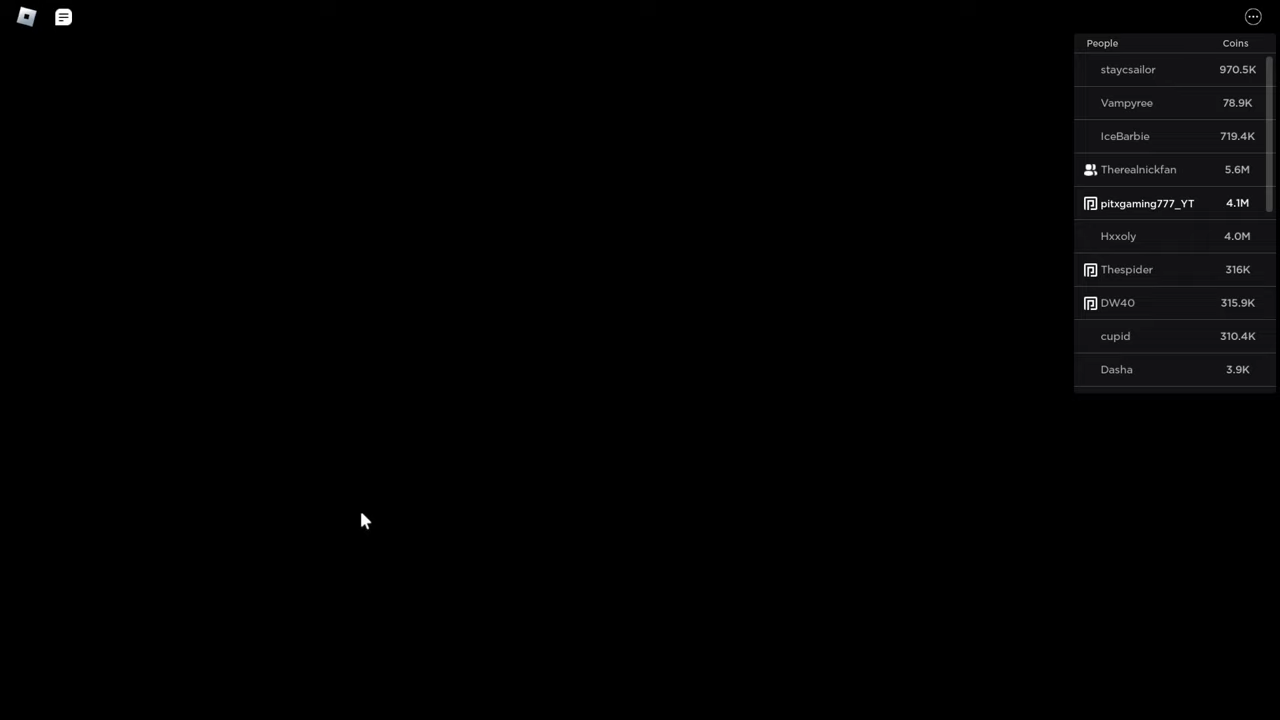 People Coins
staycsailor 970.5K
Vampyree 78.9K
IceBarbie 719.4K
Therealnickfan 5.6M
pitxgaming777_YT 4.1M
Hxxoly 4.0M
Thespider 316K
DW40 315.9K
cupid 310.4K
Dasha 3.9K